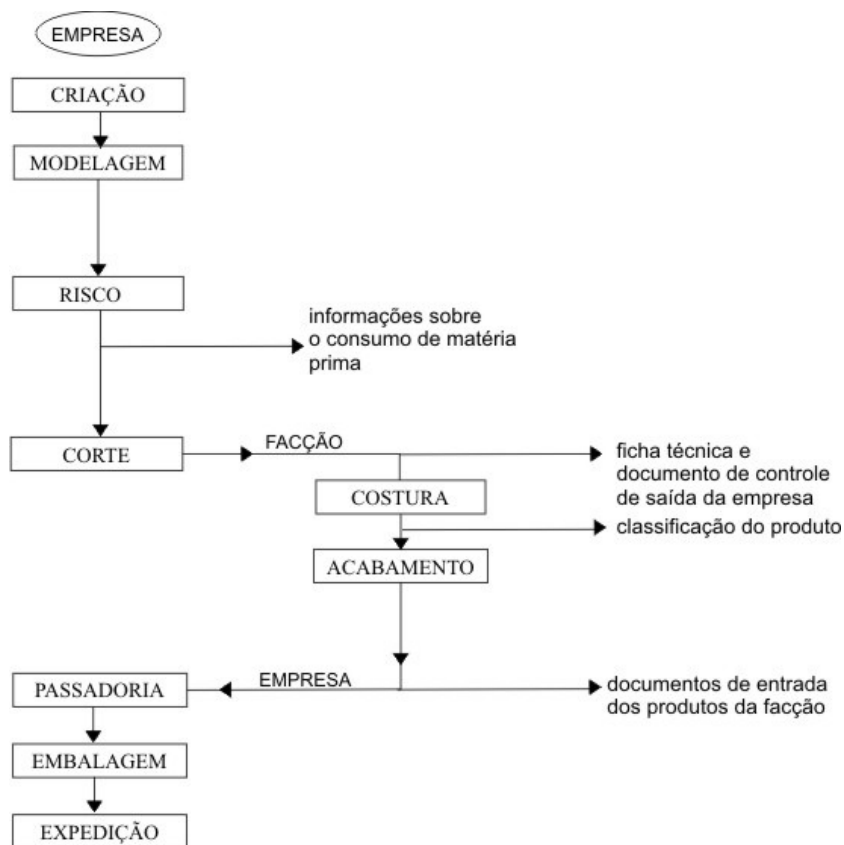 EMPRESA
CRIAÇÃO
MODELAGEM
RISCO
informações sobre
o consumo de matéria
prima
CORTE
FACÇÃO
ficha técnica e
documento de controle
de saída da empresa
COSTURA
classificação do produto
ACABAMENTO
PASSADORIA
EMPRESA
documentos de entrada
dos produtos da facção
EMBALAGEM
EXPEDIÇÃO